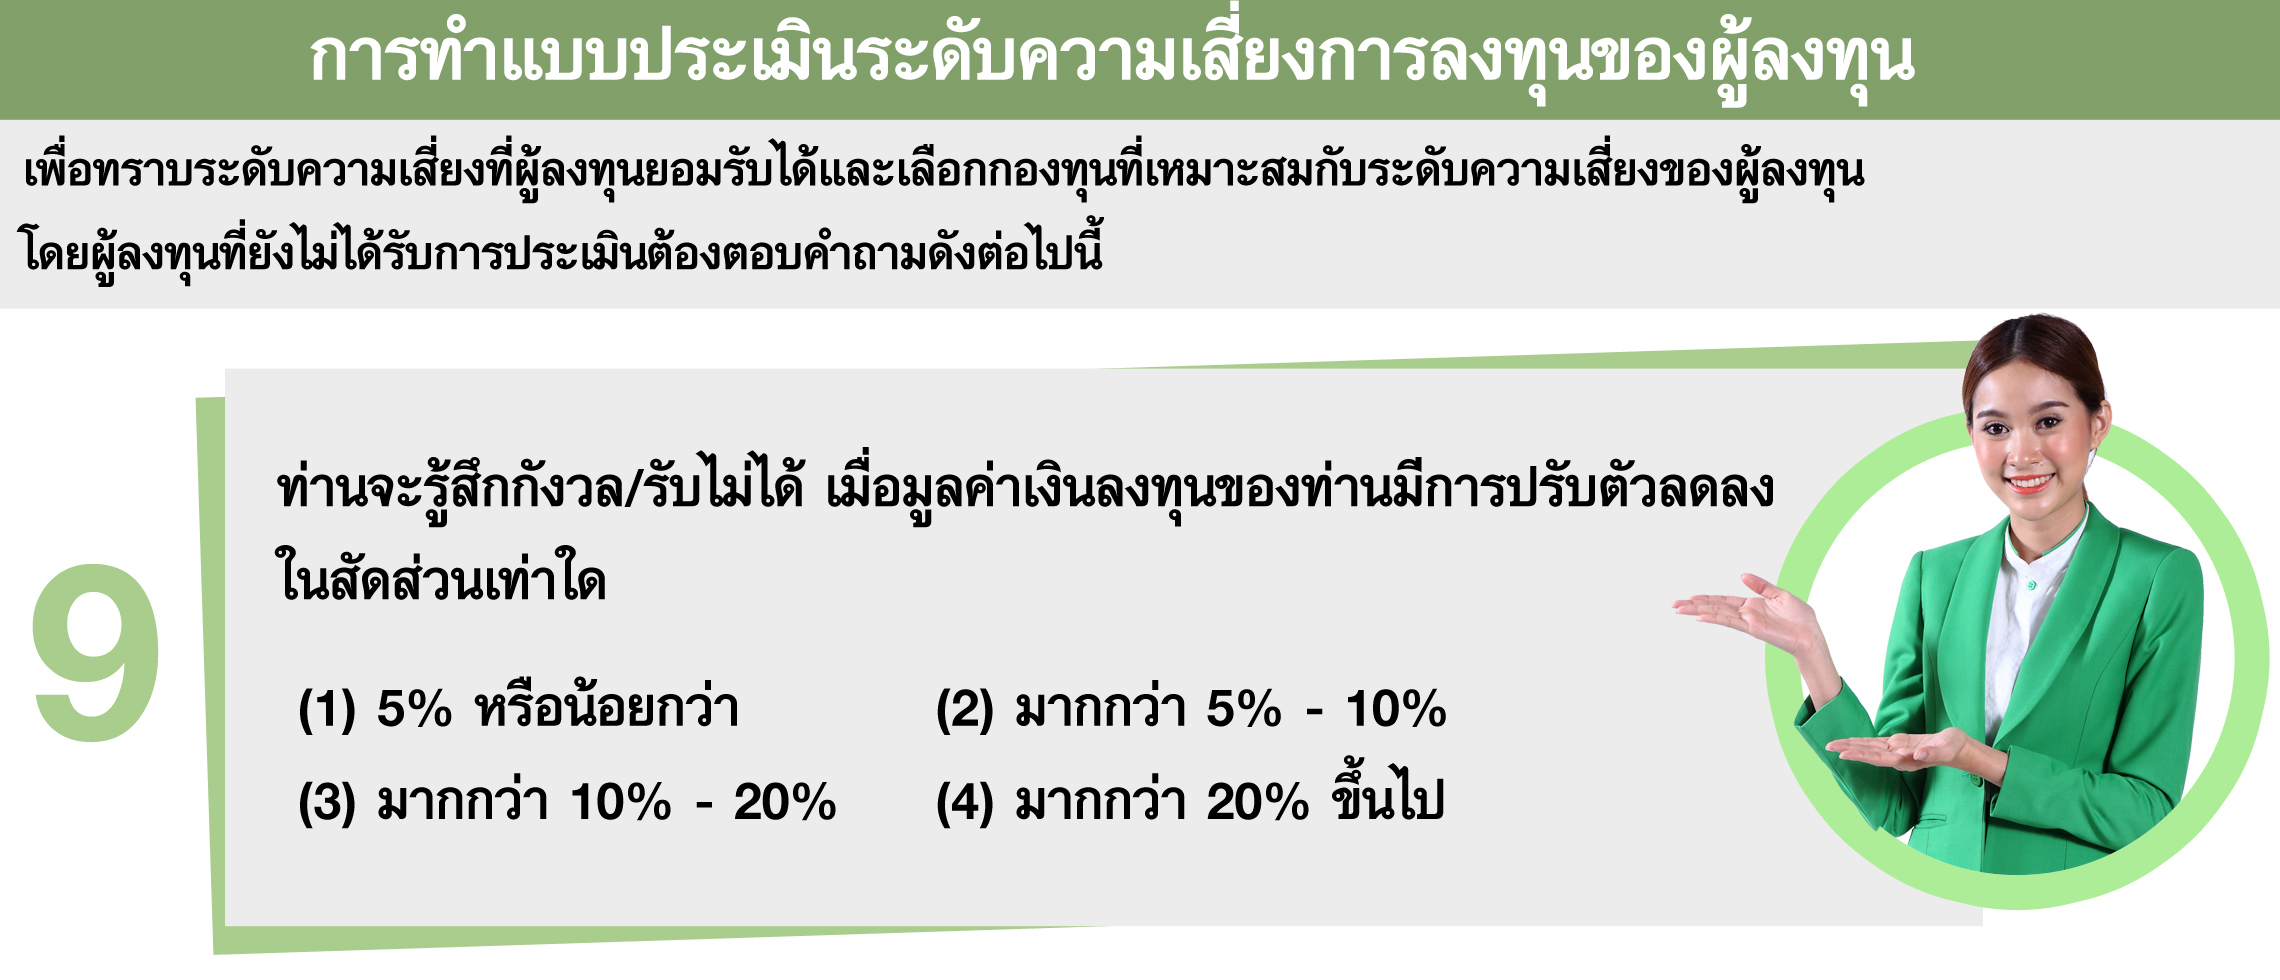 การทำแบบประเมินระดับความเสี่ยงการลงทุนของผู้ลงทุน
เพื่อทราบระดับความเสี่ยงที่ผู้ลงทุนยอมรับได้และเลือกกองทุนที่เหมาะสมกับระดับความเสี่ยงของผู้ลงทุน
โดยผู้ลงทุนที่ยังไม่ได้รับการประเมินต้องตอบคำถามดังต่อไปนี้
9
ท่านจะรู้สึกกังวล/รับไม่ได้ เมื่อมูลค่าเงินลงทุนของท่านมีการปรับตัวลดลง
ในสัดส่วนเท่าใด
(1) 5% หรือน้อยกว่า (2) มากกว่า 5% - 10%
(3) มากกว่า 10% - 20% (4) มากกว่า 20% ขึ้นไป